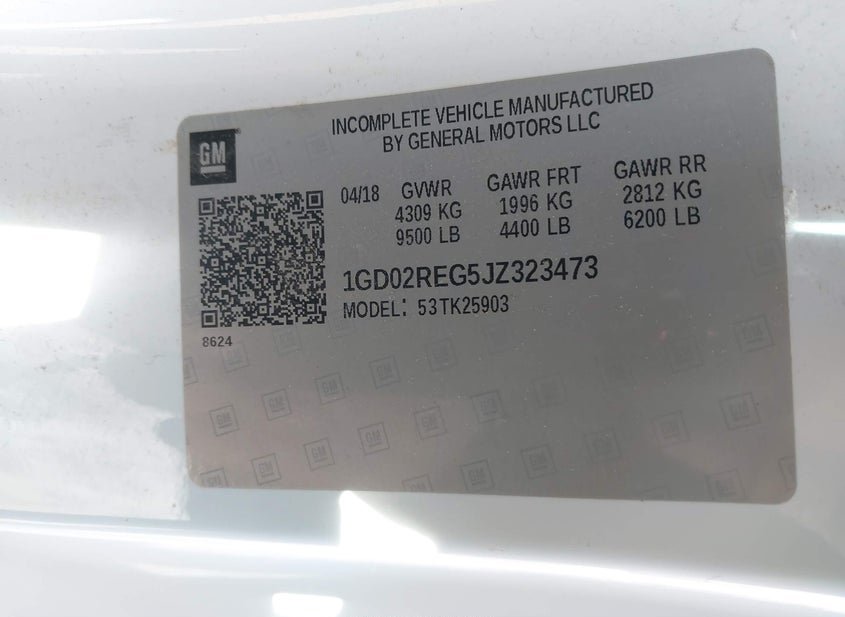 INCOMPLETE VEHICLE MANUFACTURED
BY GENERAL MOTORS LLC
GM
04/18 GVWR GAWR FRT GAWR RR
4309 KG 1996 KG 2812 KG
9500 LB 4400 LB 6200 LB
1GD02REG5JZ323473
MODEL: 53TK25903
8624